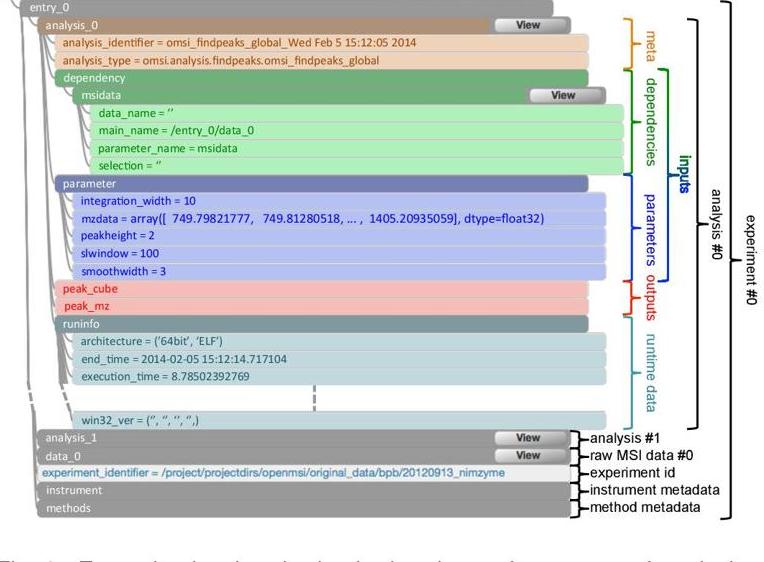 entry_0
analysis_0 View
analysis_identifier = omsi_findpeaks_global_Wed Feb 5 15:12:05 2014
analysis_type = omsi.analysis.findpeaks.omsi_findpeaks_global
meta
dependency
msidata View
data_name = ‘’
main_name = /entry_0/data_0
parameter_name = msidata
selection = ‘’
dependencies
parameter
integration_width = 10
mzdata = array([ 749.79821777, 749.81280518, ... , 1405.20935059], dtype=float32)
peakheight = 2
slwindow = 100
smoothwidth = 3
parameters
inputs
peak_cube
peak_mz
outputs
runinfo
architecture = (‘64bit’, ‘ELF’)
end_time = 2014-02-05 15:12:14.717104
execution_time = 8.78502392769
win32_ver = (‘’, ‘’, ‘’, ‘’,)
runtime data
analysis #0
experiment #0
analysis_1 View analysis #1
data_0 View raw MSI data #0
experiment_identifier = /project/projectdirs/openmsi/original_data/bpb/20120913_nimzyme experiment id
instrument instrument metadata
methods method metadata